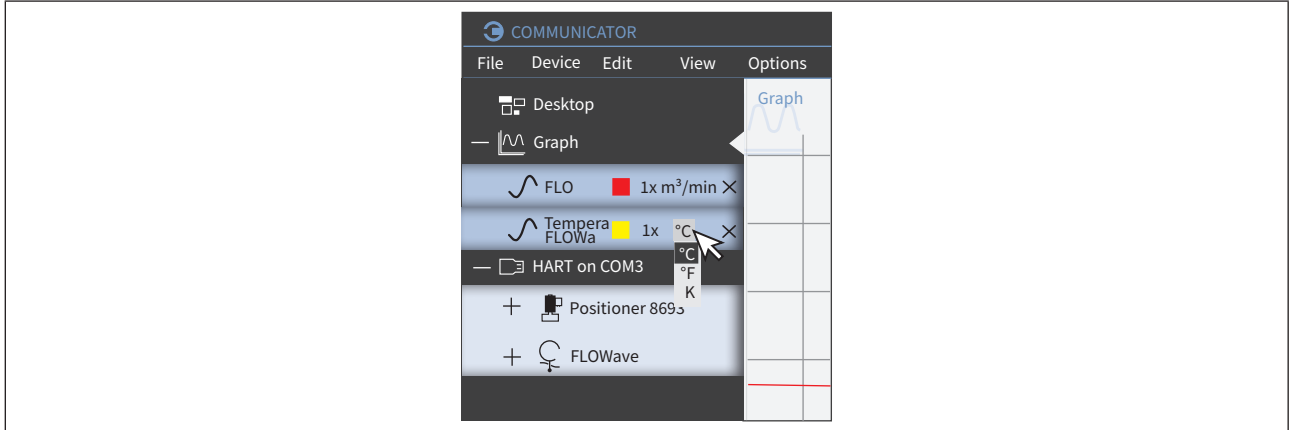 COMMUNICATOR
File Device Edit View Options
Desktop
Graph
Graph
FLO 1x m³/min
Tempera
FLOWa 1x °C
°C
°F
K
HART on COM3
Positioner 8693
FLOWave